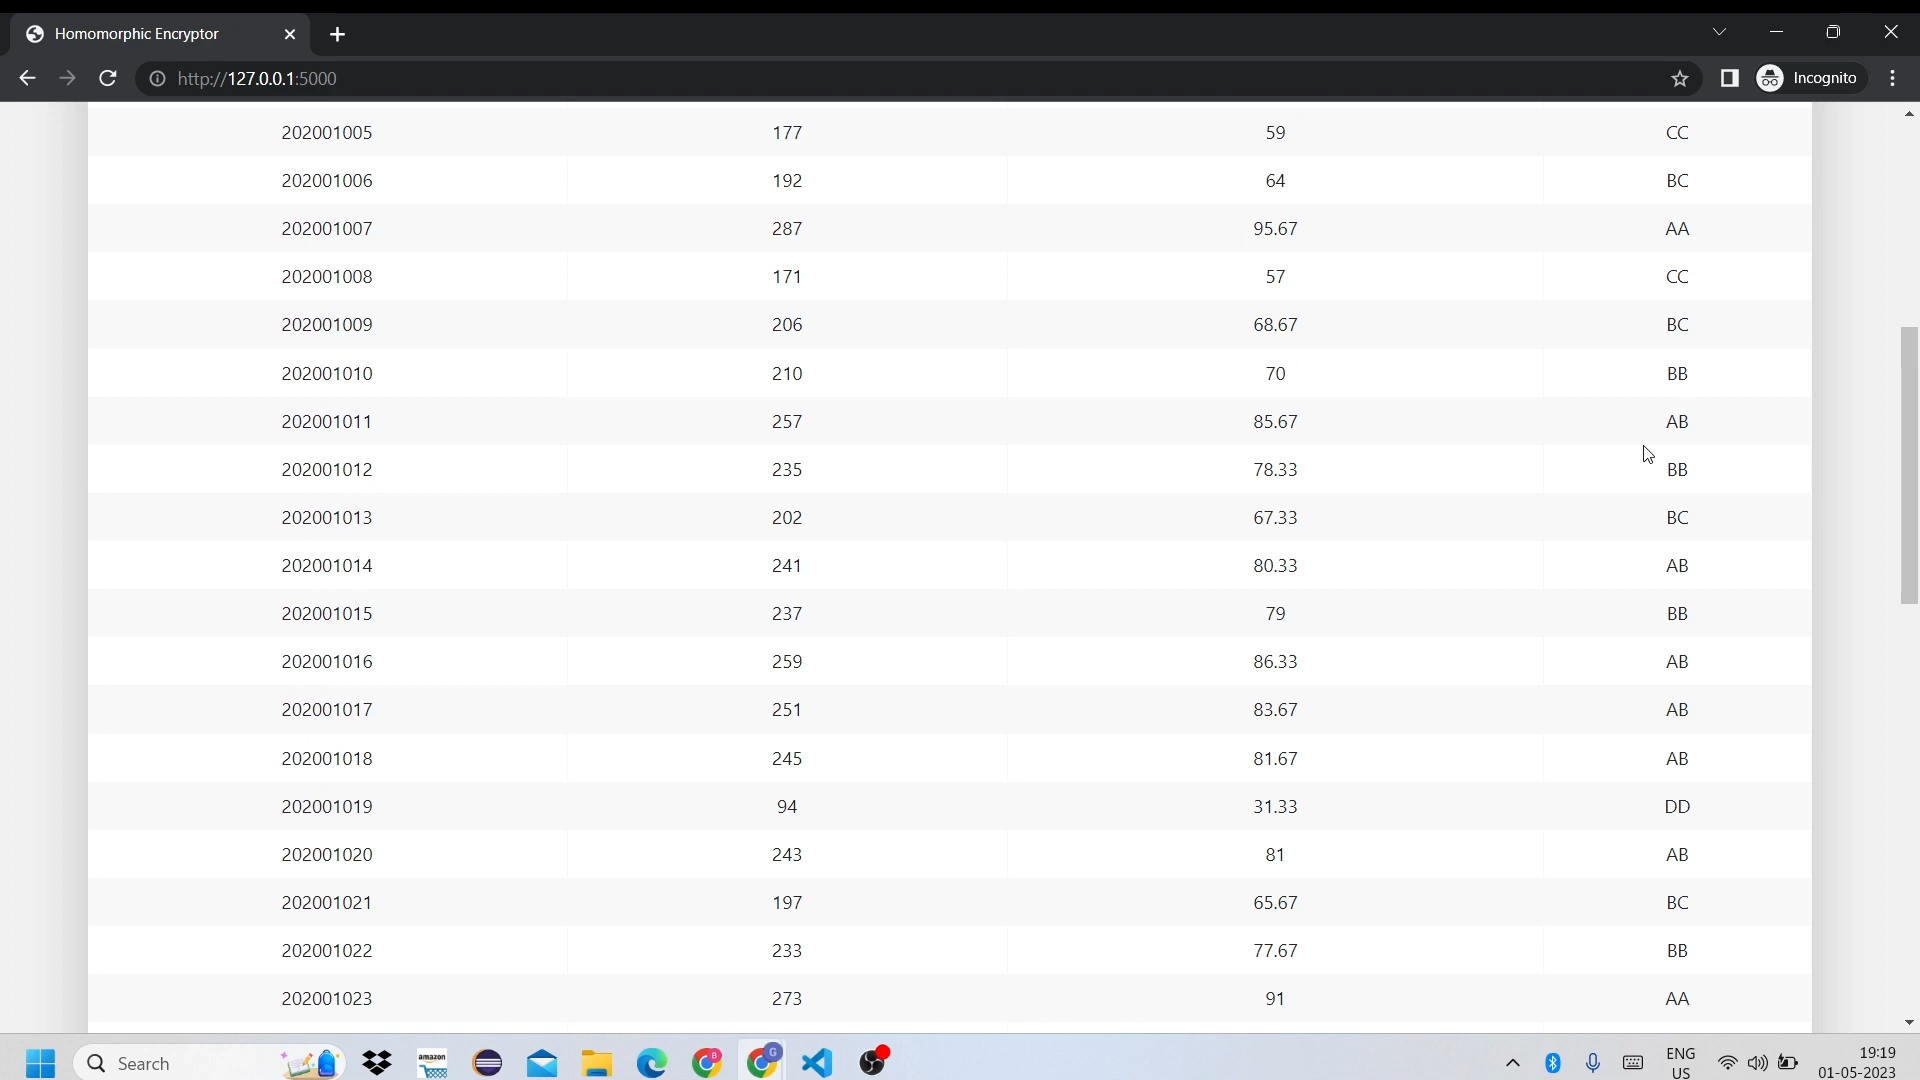 Homomorphic Encryptor
http://127.0.0.1:5000
Incognito
202001005 177 59 CC
202001006 192 64 BC
202001007 287 95.67 AA
202001008 171 57 CC
202001009 206 68.67 BC
202001010 210 70 BB
202001011 257 85.67 AB
202001012 235 78.33 BB
202001013 202 67.33 BC
202001014 241 80.33 AB
202001015 237 79 BB
202001016 259 86.33 AB
202001017 251 83.67 AB
202001018 245 81.67 AB
202001019 94 31.33 DD
202001020 243 81 AB
202001021 197 65.67 BC
202001022 233 77.67 BB
202001023 273 91 AA
Search
amazon
B
G
ENG
US
19:19
01-05-2023